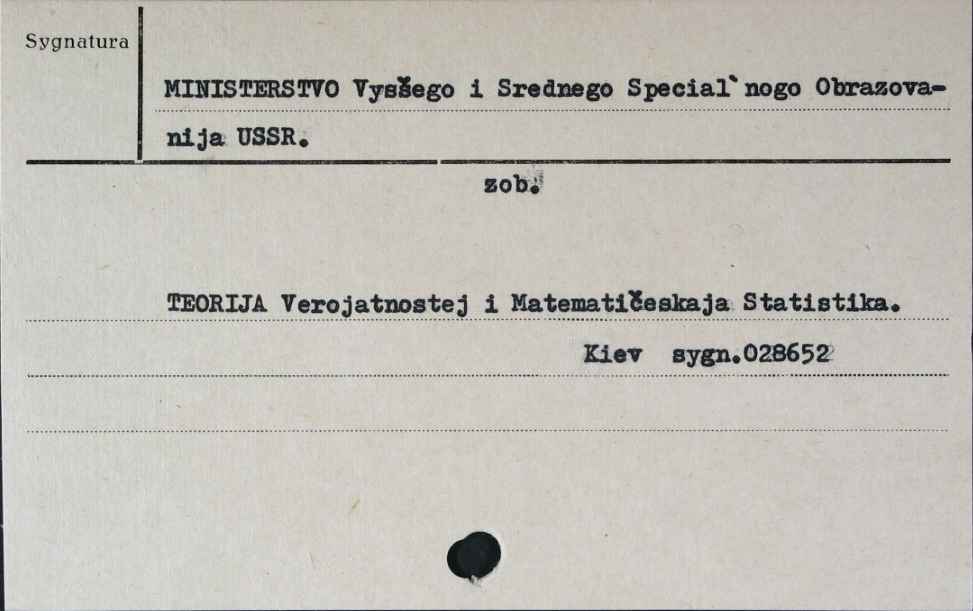 Sygnatura
MINISTERSTVO Vysšego i Srednego Special`nogo Obrazova-
nija USSR.
zob.
TEORIJA Verojatnostej i Matematičeskaja Statistika.
Kiev sygn.028652